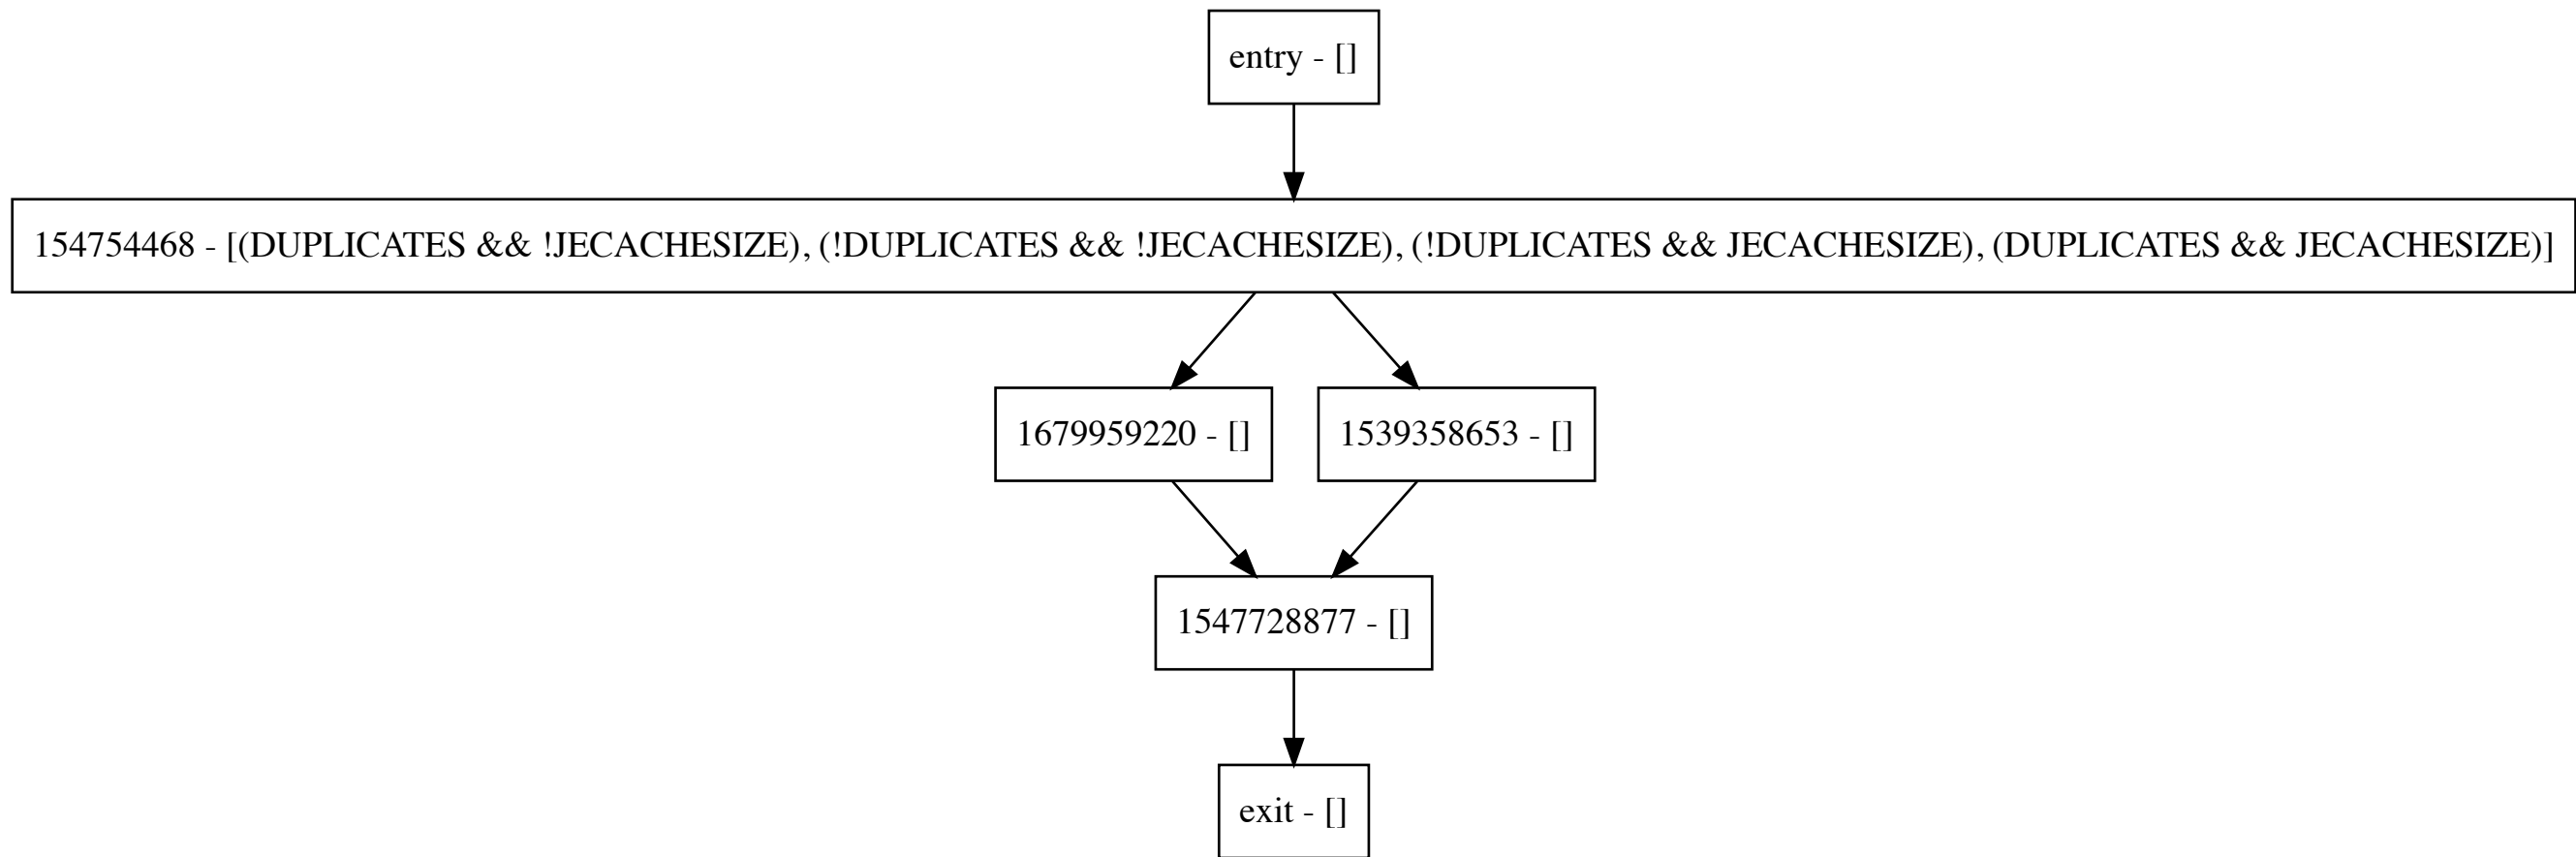 entry - []
154754468 - [(DUPLICATES && !JECACHESIZE), (!DUPLICATES && !JECACHESIZE), (!DUPLICATES && JECACHESIZE), (DUPLICATES && JECACHESIZE)]
1679959220 - []
1539358653 - []
1547728877 - []
exit - []